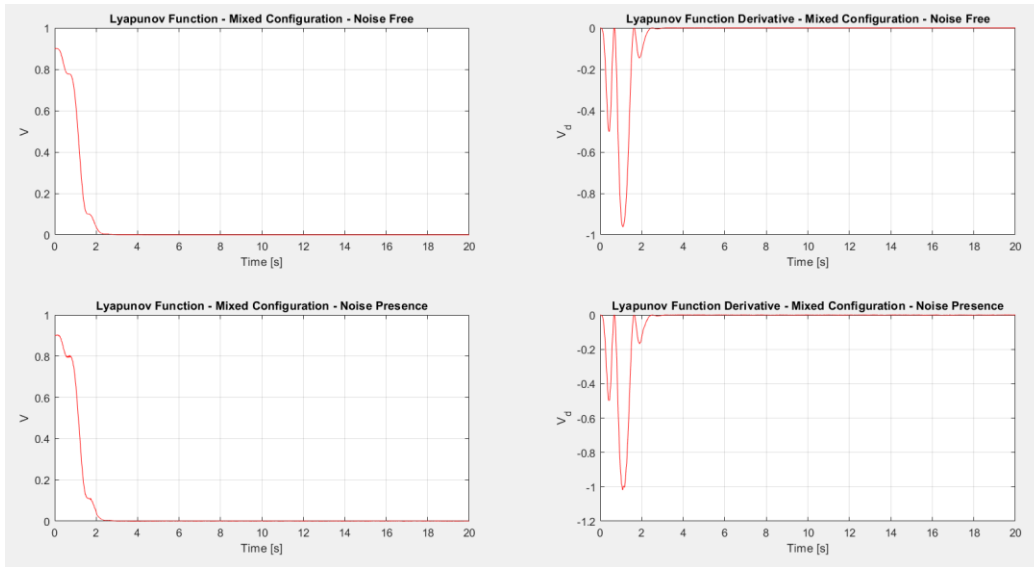 Lyapunov Function - Mixed Configuration - Noise Free
1
0.8
0.6
0.4
0.2
0
V
0 2 4 6 8 10 12 14 16 18 20
Time [s]
Lyapunov Function Derivative - Mixed Configuration - Noise Free
0
-0.2
-0.4
-0.6
-0.8
-1
V_d
0 2 4 6 8 10 12 14 16 18 20
Time [s]
Lyapunov Function - Mixed Configuration - Noise Presence
1
0.8
0.6
0.4
0.2
0
V
0 2 4 6 8 10 12 14 16 18 20
Time [s]
Lyapunov Function Derivative - Mixed Configuration - Noise Presence
0
-0.2
-0.4
-0.6
-0.8
-1
-1.2
V_d
0 2 4 6 8 10 12 14 16 18 20
Time [s]